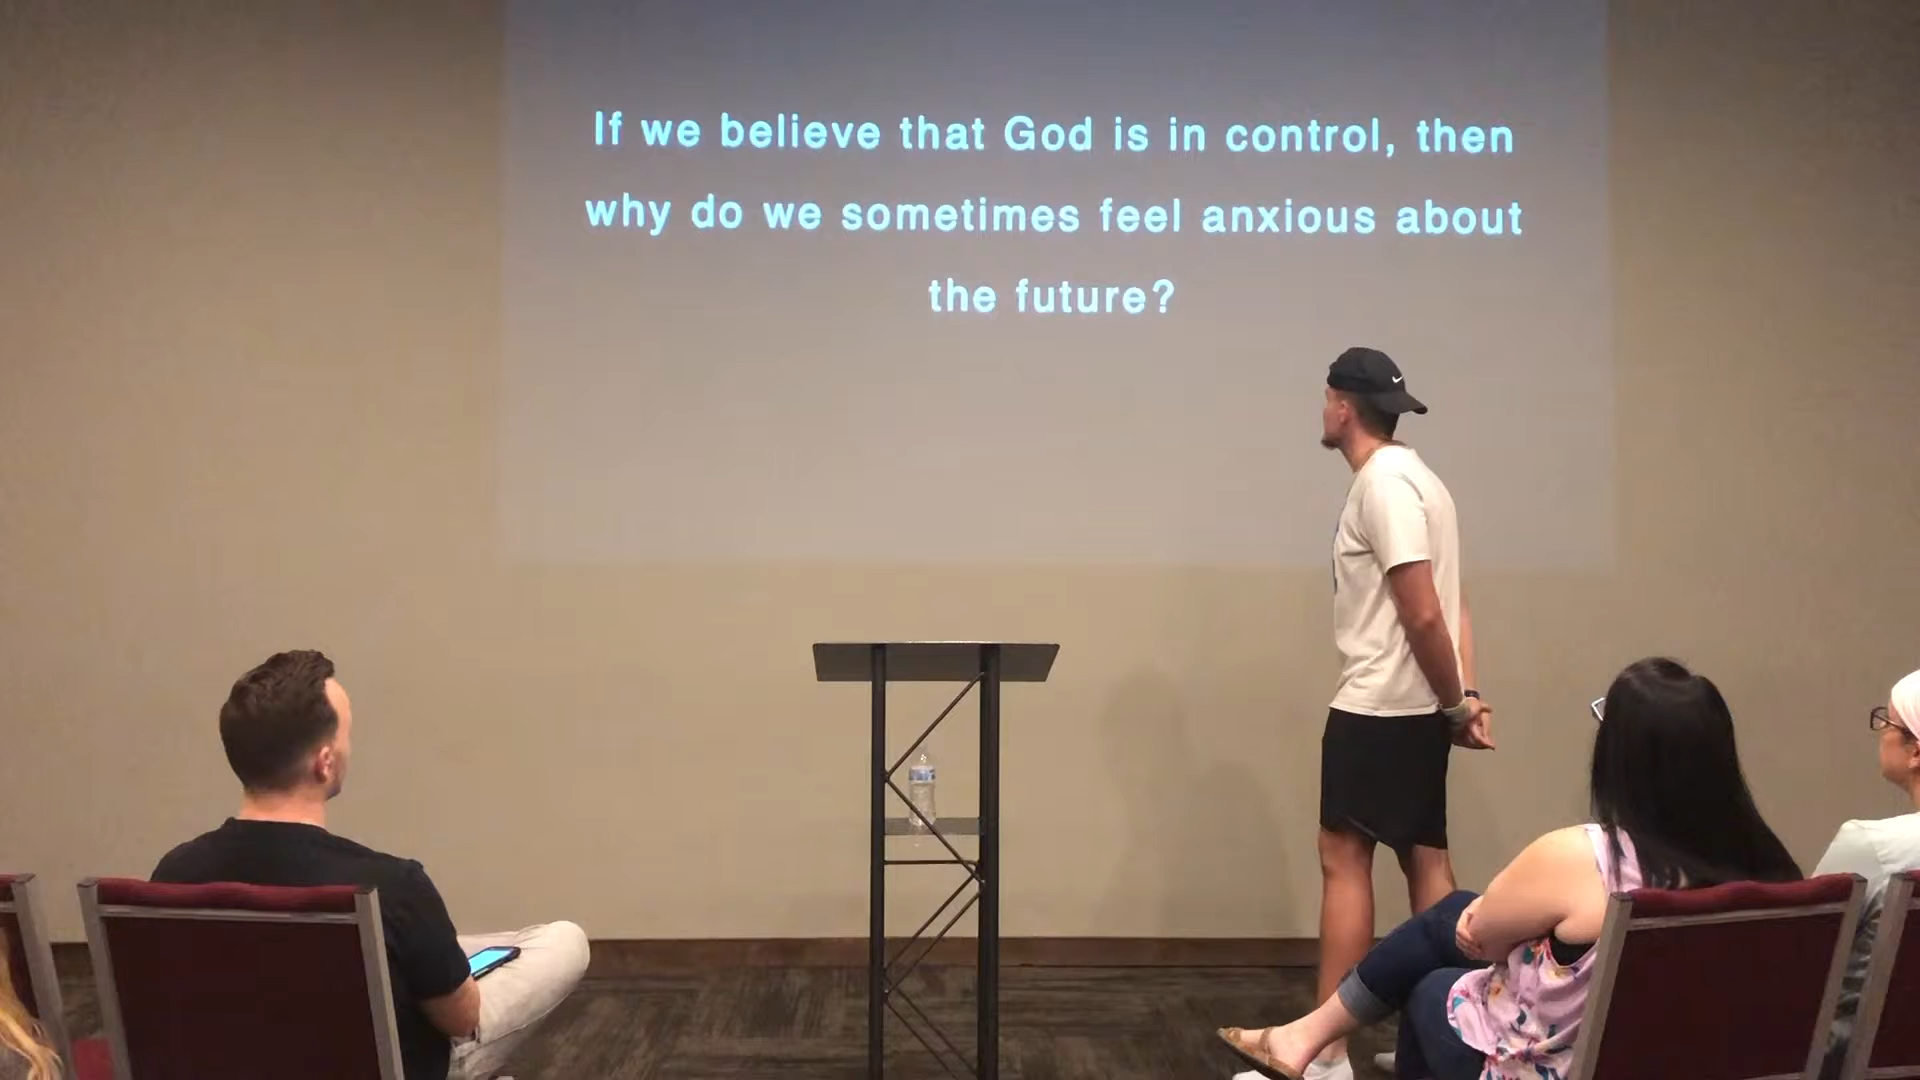 If we believe that God is in control, then
why do we sometimes feel anxious about
the future?